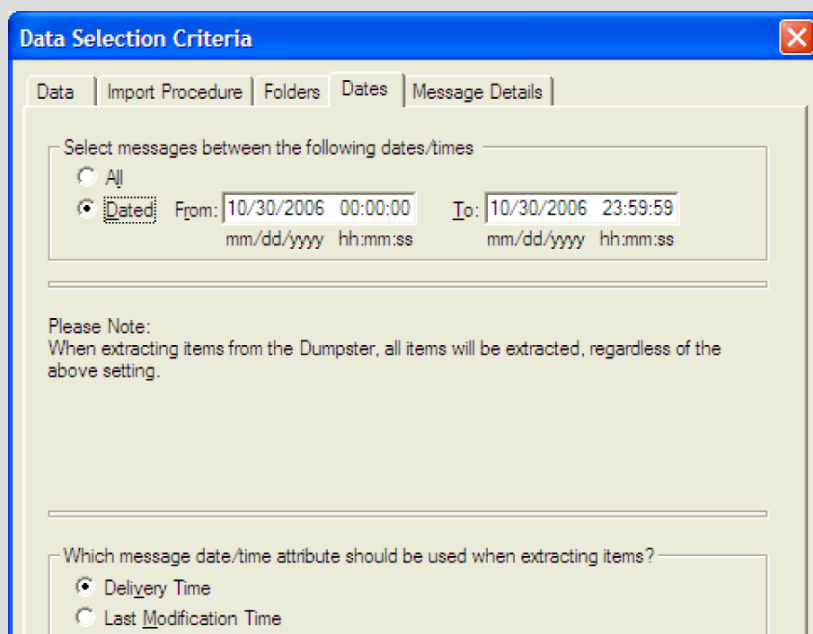 Data Selection Criteria
Data Import Procedure Folders Dates Message Details
Select messages between the following dates/times
All
Dated From: 10/30/2006 00:00:00 To: 10/30/2006 23:59:59
mm/dd/yyyy hh:mm:ss mm/dd/yyyy hh:mm:ss
Please Note:
When extracting items from the Dumpster, all items will be extracted, regardless of the
above setting.
Which message date/time attribute should be used when extracting items?
Delivery Time
Last Modification Time